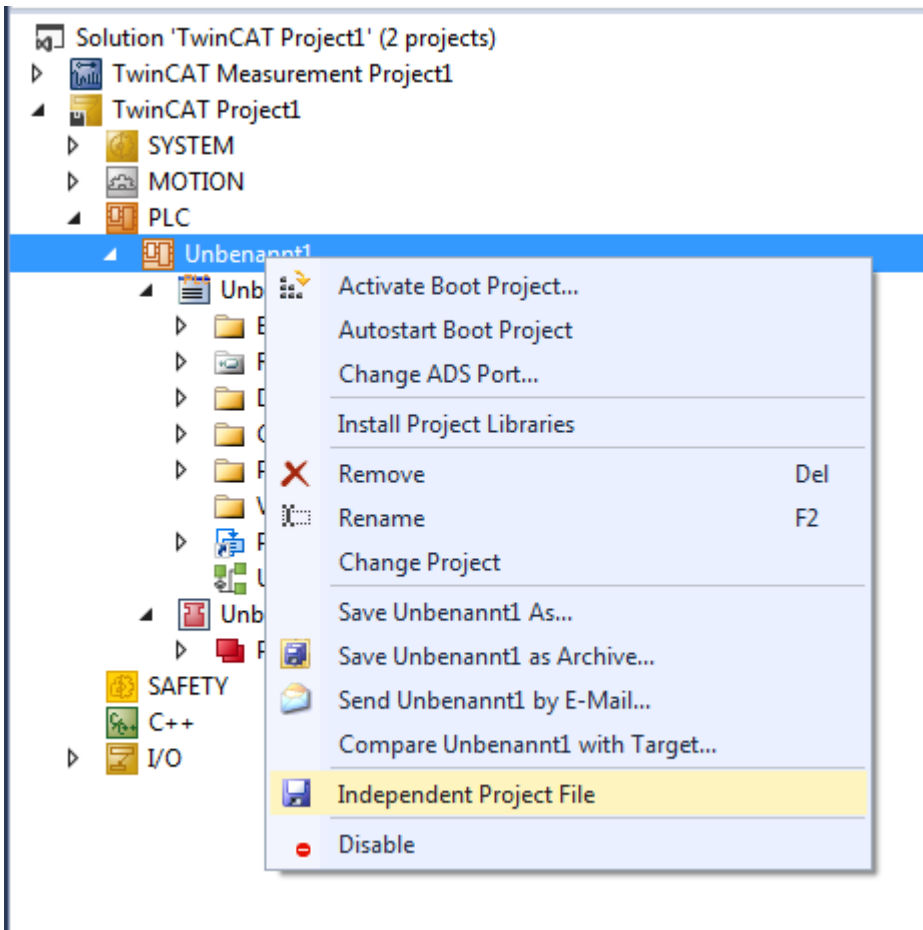 Solution 'TwinCAT Project1' (2 projects)
TwinCAT Measurement Project1
TwinCAT Project1
SYSTEM
MOTION
PLC
Unbenannt1
Unb
Unb
SAFETY
C++
I/O
Activate Boot Project...
Autostart Boot Project
Change ADS Port...
Install Project Libraries
Remove Del
Rename F2
Change Project
Save Unbenannt1 As...
Save Unbenannt1 as Archive...
Send Unbenannt1 by E-Mail...
Compare Unbenannt1 with Target...
Independent Project File
Disable